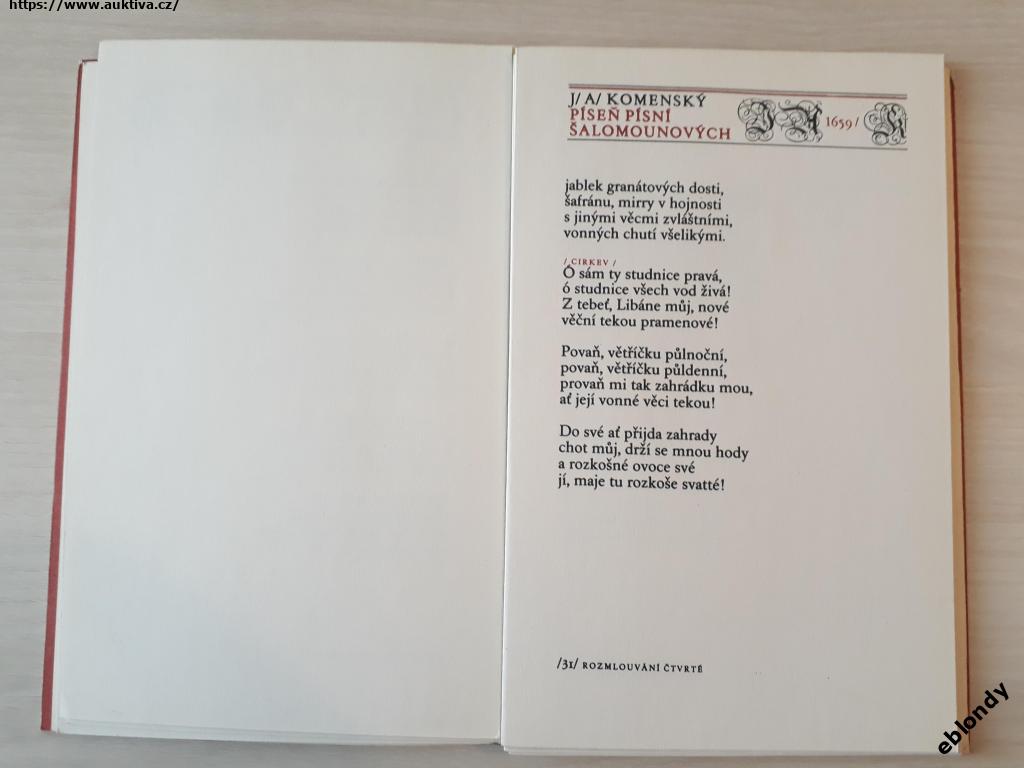 https://www.auktiva.cz/
J/ A/ KOMENSKÝ
PÍSEŇ PÍSNÍ
ŠALOMOUNOVÝCH
J A 1659/ K
jablek granátových dosti,
šafránu, mirry v hojnosti
s jinými věcmi zvláštními,
vonných chutí všelikými.
/ CIRKEV /
Ó sám ty studnice pravá,
ó studnice všech vod živá!
Z tebeť, Libáne můj, nové
věční tekou pramenové!
Povaň, větříčku půlnoční,
povaň, větříčku půldenní,
provaň mi tak zahrádku mou,
ať její vonné věci tekou!
Do své ať přijda zahrady
chot můj, drží se mnou hody
a rozkošné ovoce své
jí, maje tu rozkoše svatté!
/31/ ROZMLOUVÁNÍ ČTVRTÉ
eblondy